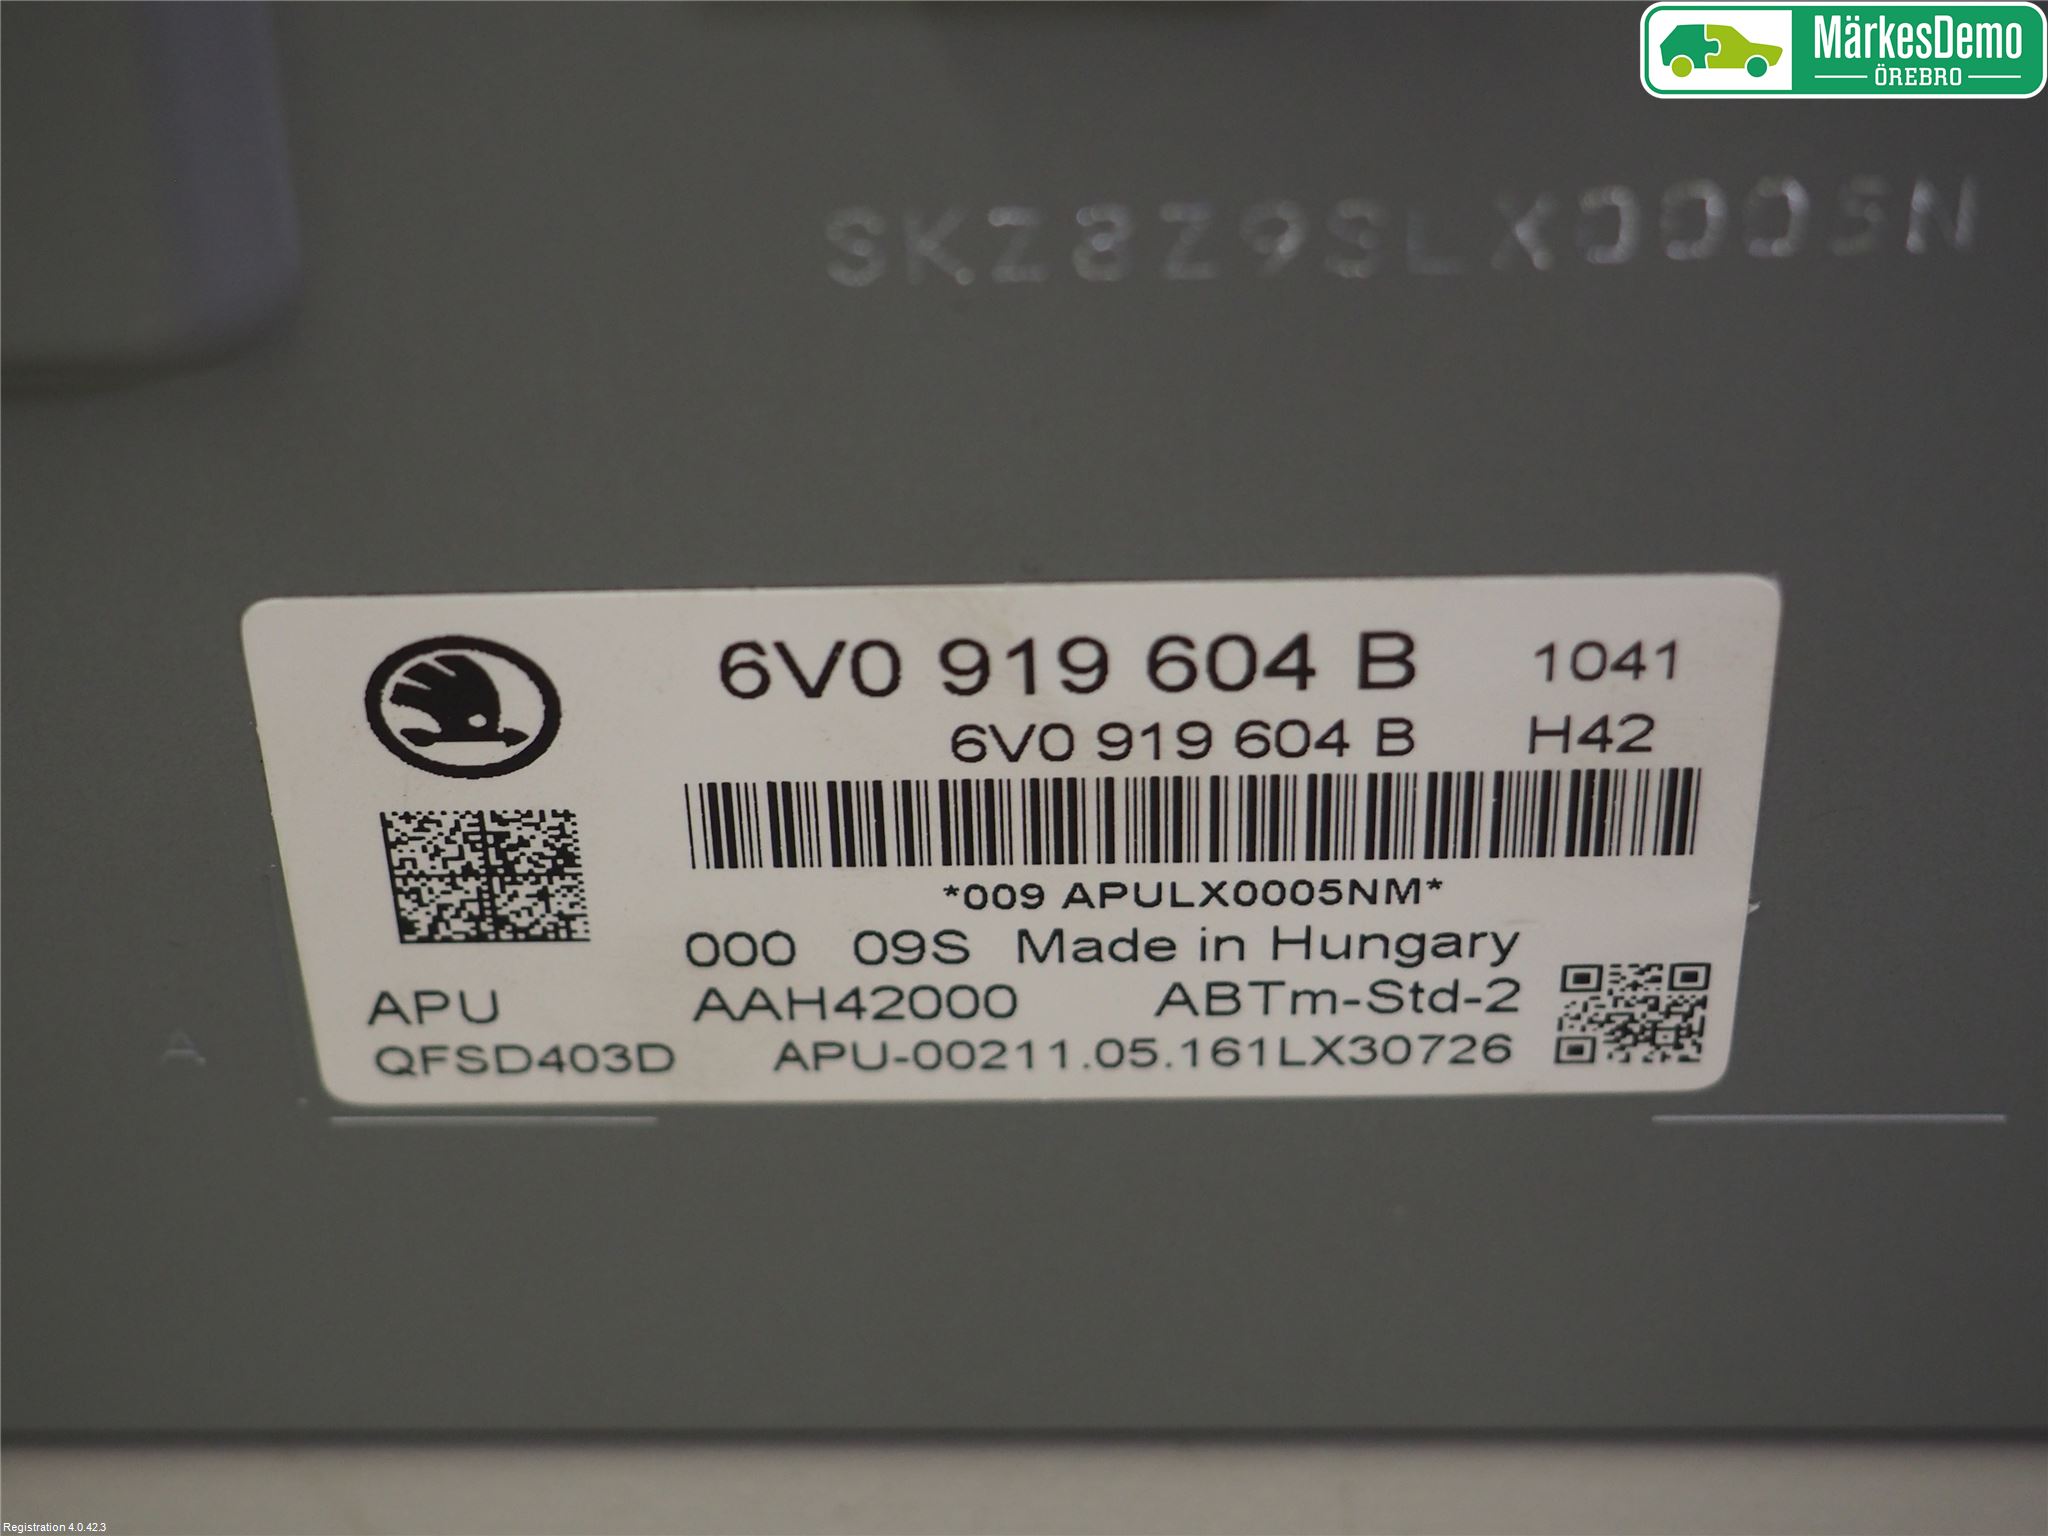 MärkesDemo
ÖREBRO
SKZ8Z9SLX0005N
6V0 919 604 B 1041
6V0 919 604 B H42
*009 APULX0005NM*
000 09S Made in Hungary
APU AAH42000 ABTm-Std-2
QFSD403D APU-00211.05.161LX30726
A
Registration 4.0.42.3